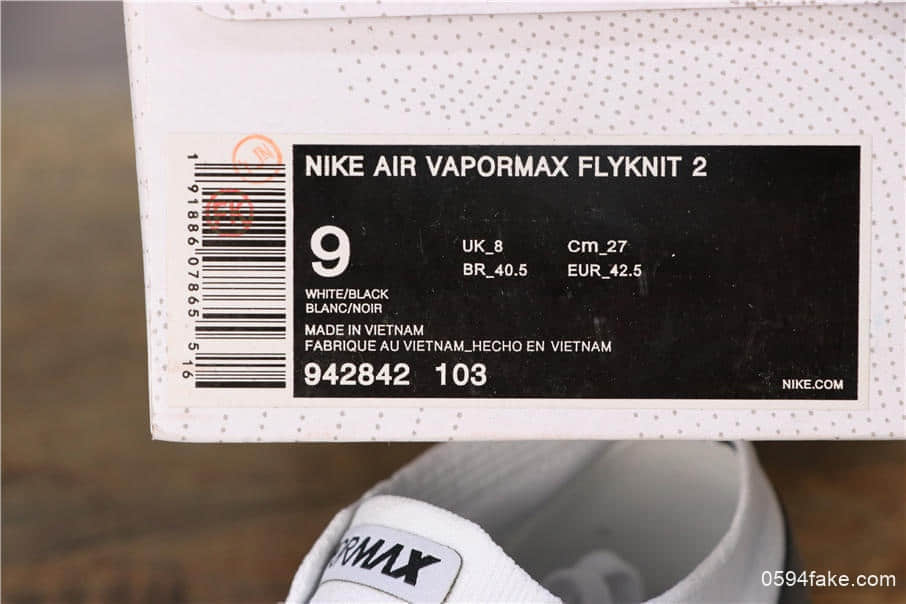 NIKE AIR VAPORMAX FLYKNIT 2
9
UK_8 Cm_27
BR_40.5 EUR_42.5
WHITE/BLACK
BLANC/NOIR
MADE IN VIETNAM
FABRIQUE AU VIETNAM_HECHO EN VIETNAM
942842 103
NIKE.COM
1 91886 07865 5 16
RMAX
0594fake.com